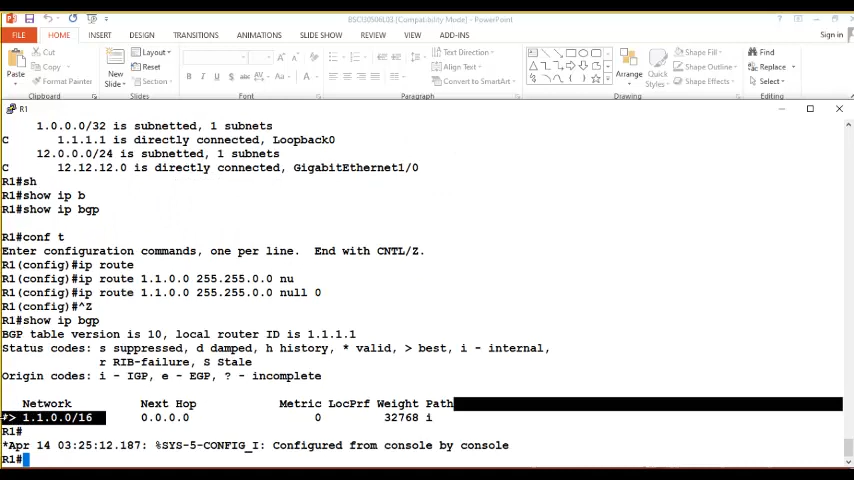 BSCI30506L03 [Compatibility Mode] - PowerPoint
Sign in
FILE HOME INSERT DESIGN TRANSITIONS ANIMATIONS SLIDE SHOW REVIEW VIEW ADD-INS
Cut Layout Text Direction Shape Fill Find
Copy Reset Align Text Shape Outline Replace
Paste Format Painter New Slide Section Convert to SmartArt Arrange Quick Styles Shape Effects Select
Clipboard Slides Font Paragraph Drawing Editing
R1
1.0.0.0/32 is subnetted, 1 subnets
C 1.1.1.1 is directly connected, Loopback0
12.0.0.0/24 is subnetted, 1 subnets
C 12.12.12.0 is directly connected, GigabitEthernet1/0
R1#sh
R1#show ip b
R1#show ip bgp
R1#conf t
Enter configuration commands, one per line. End with CNTL/Z.
R1(config)#ip route
R1(config)#ip route 1.1.0.0 255.255.0.0 nu
R1(config)#ip route 1.1.0.0 255.255.0.0 null 0
R1(config)#^Z
R1#show ip bgp
BGP table version is 10, local router ID is 1.1.1.1
Status codes: s suppressed, d damped, h history, * valid, > best, i - internal,
r RIB-failure, S Stale
Origin codes: i - IGP, e - EGP, ? - incomplete
Network Next Hop Metric LocPrf Weight Path
*> 1.1.0.0/16 0.0.0.0 0 32768 i
R1#
*Apr 14 03:25:12.187: %SYS-5-CONFIG_I: Configured from console by console
R1#